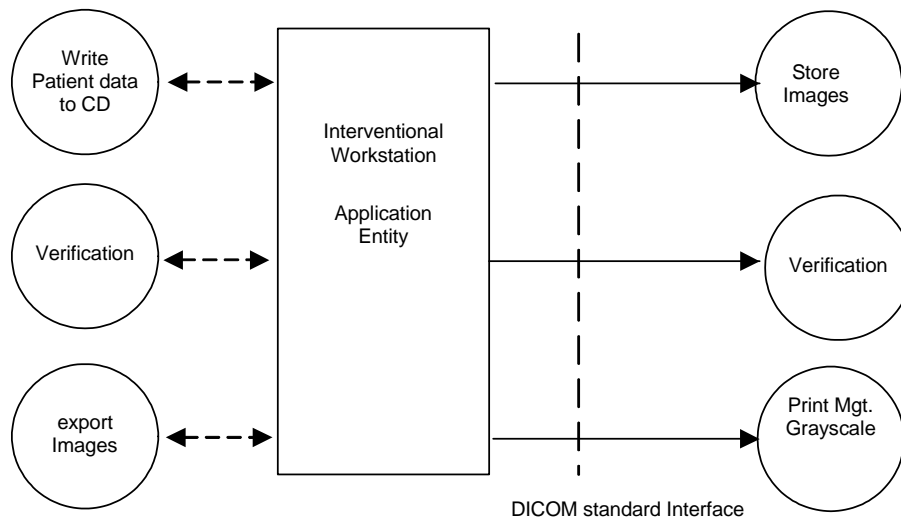 Write
Patient data
to CD
Verification
export
Images
Interventional
Workstation
Application
Entity
Store
Images
Verification
Print Mgt.
Grayscale
DICOM standard Interface